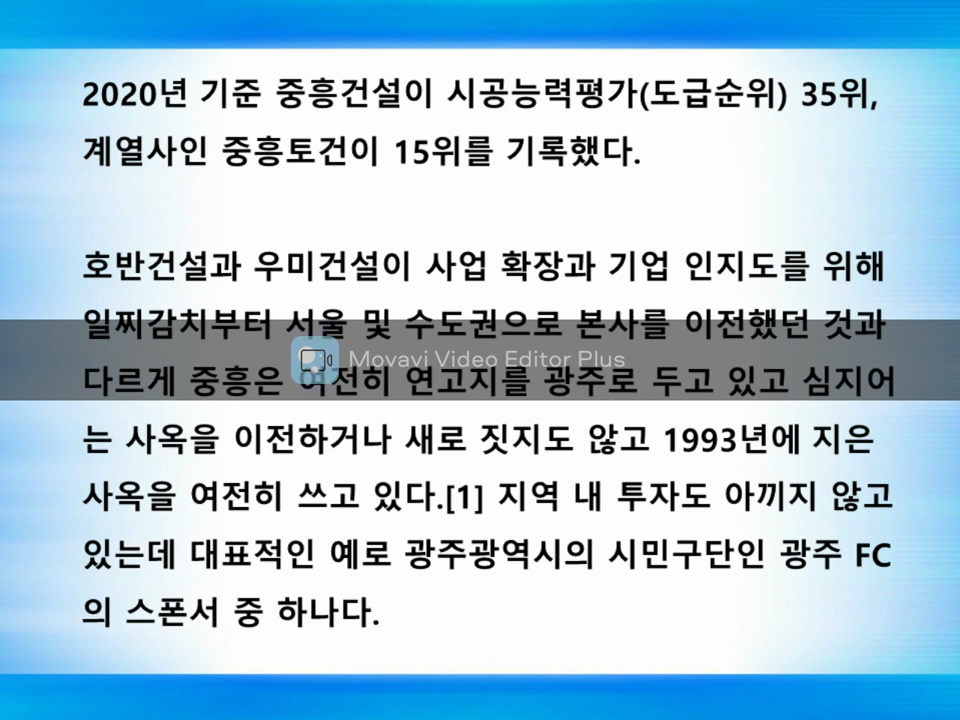 2020년 기준 중흥건설이 시공능력평가(도급순위) 35위,
계열사인 중흥토건이 15위를 기록했다.
호반건설과 우미건설이 사업 확장과 기업 인지도를 위해
일찌감치부터 서울 및 수도권으로 본사를 이전했던 것과
Movavi Video Editor Plus
다르게 중흥은 여전히 연고지를 광주로 두고 있고 심지어
는 사옥을 이전하거나 새로 짓지도 않고 1993년에 지은
사옥을 여전히 쓰고 있다.[1] 지역 내 투자도 아끼지 않고
있는데 대표적인 예로 광주광역시의 시민구단인 광주 FC
의 스폰서 중 하나다.